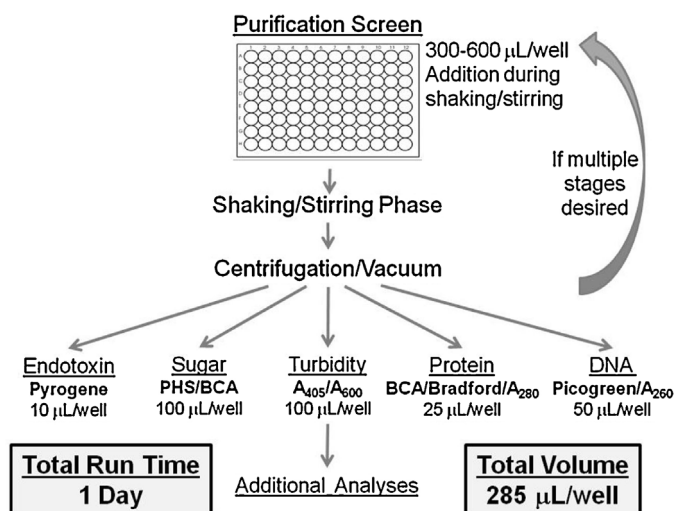 Purification Screen
300-600 μL/well
Addition during
shaking/stirring
If multiple
stages
desired
Shaking/Stirring Phase
Centrifugation/Vacuum
Endotoxin
Pyrogene
10 μL/well
Sugar
PHS/BCA
100 μL/well
Turbidity
A405/A600
100 μL/well
Protein
BCA/Bradford/A280
25 μL/well
DNA
Picogreen/A260
50 μL/well
Total Run Time
1 Day
Additional Analyses
Total Volume
285 μL/well